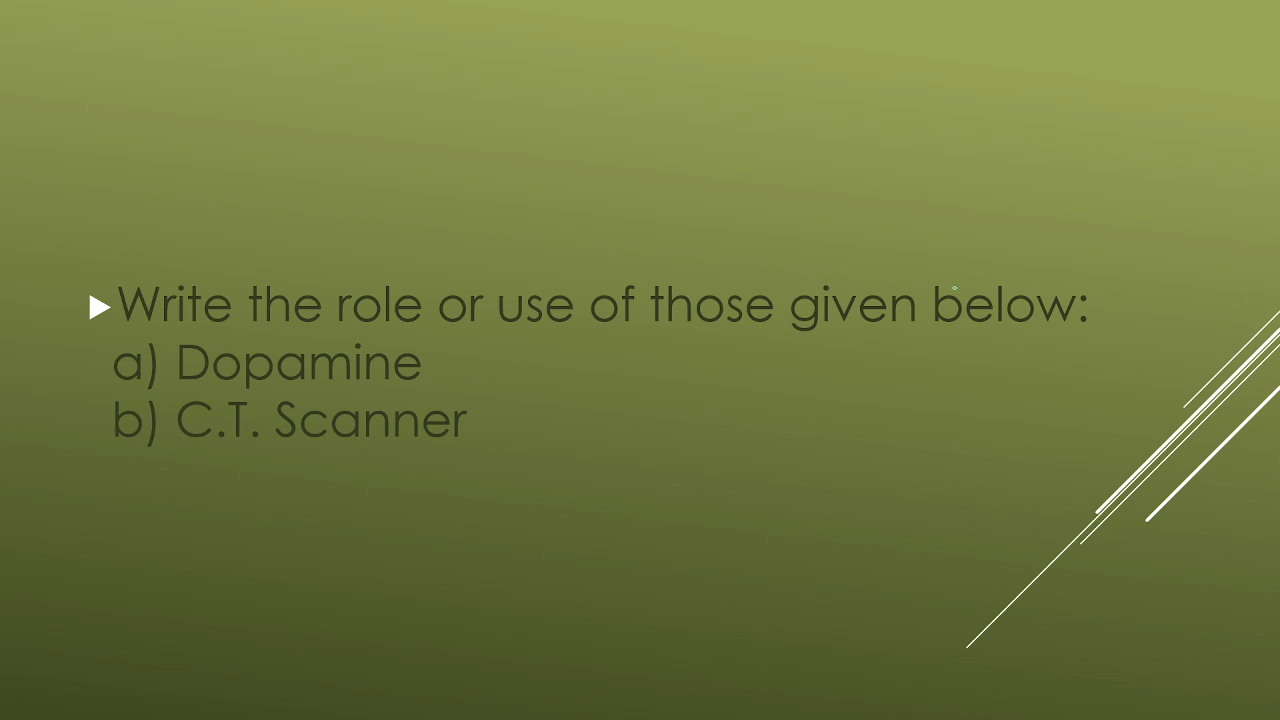 Write the role or use of those given below:
a) Dopamine
b) C.T. Scanner